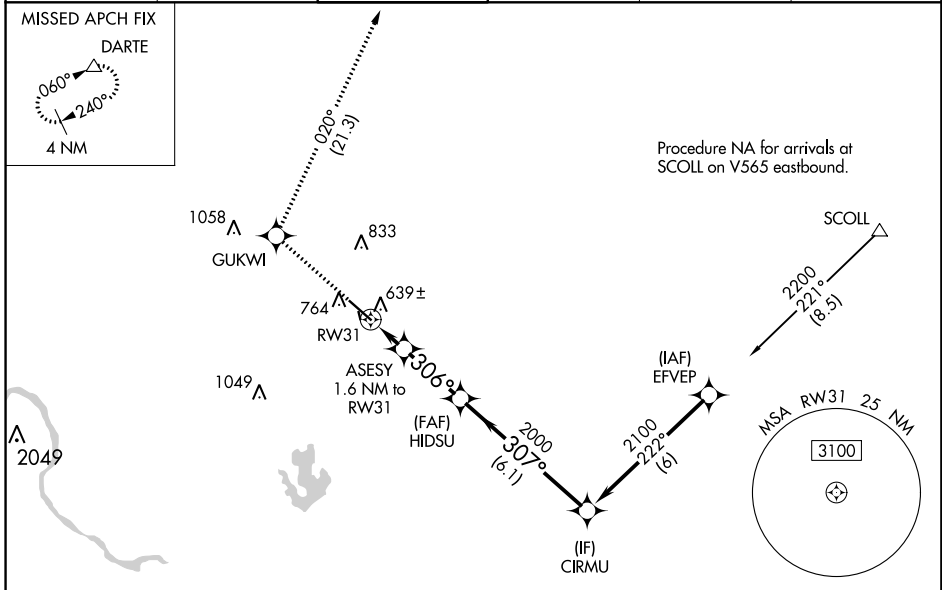 MISSED APCH FIX
DARTE
060°
240°
4 NM
020°
(21.3)
Procedure NA for arrivals at
SCOLL on V565 eastbound.
SCOLL
1058
833
GUKWI
2200
221°
(8.5)
764
639±
RW31
ASESY
1.6 NM to
RW31
306°
(IAF)
EFVEP
1049
(FAF)
HIDSU
2000
307°
(6.1)
2100
222°
(6)
MSA RW31 25 NM
3100
2049
(IF)
CIRMU